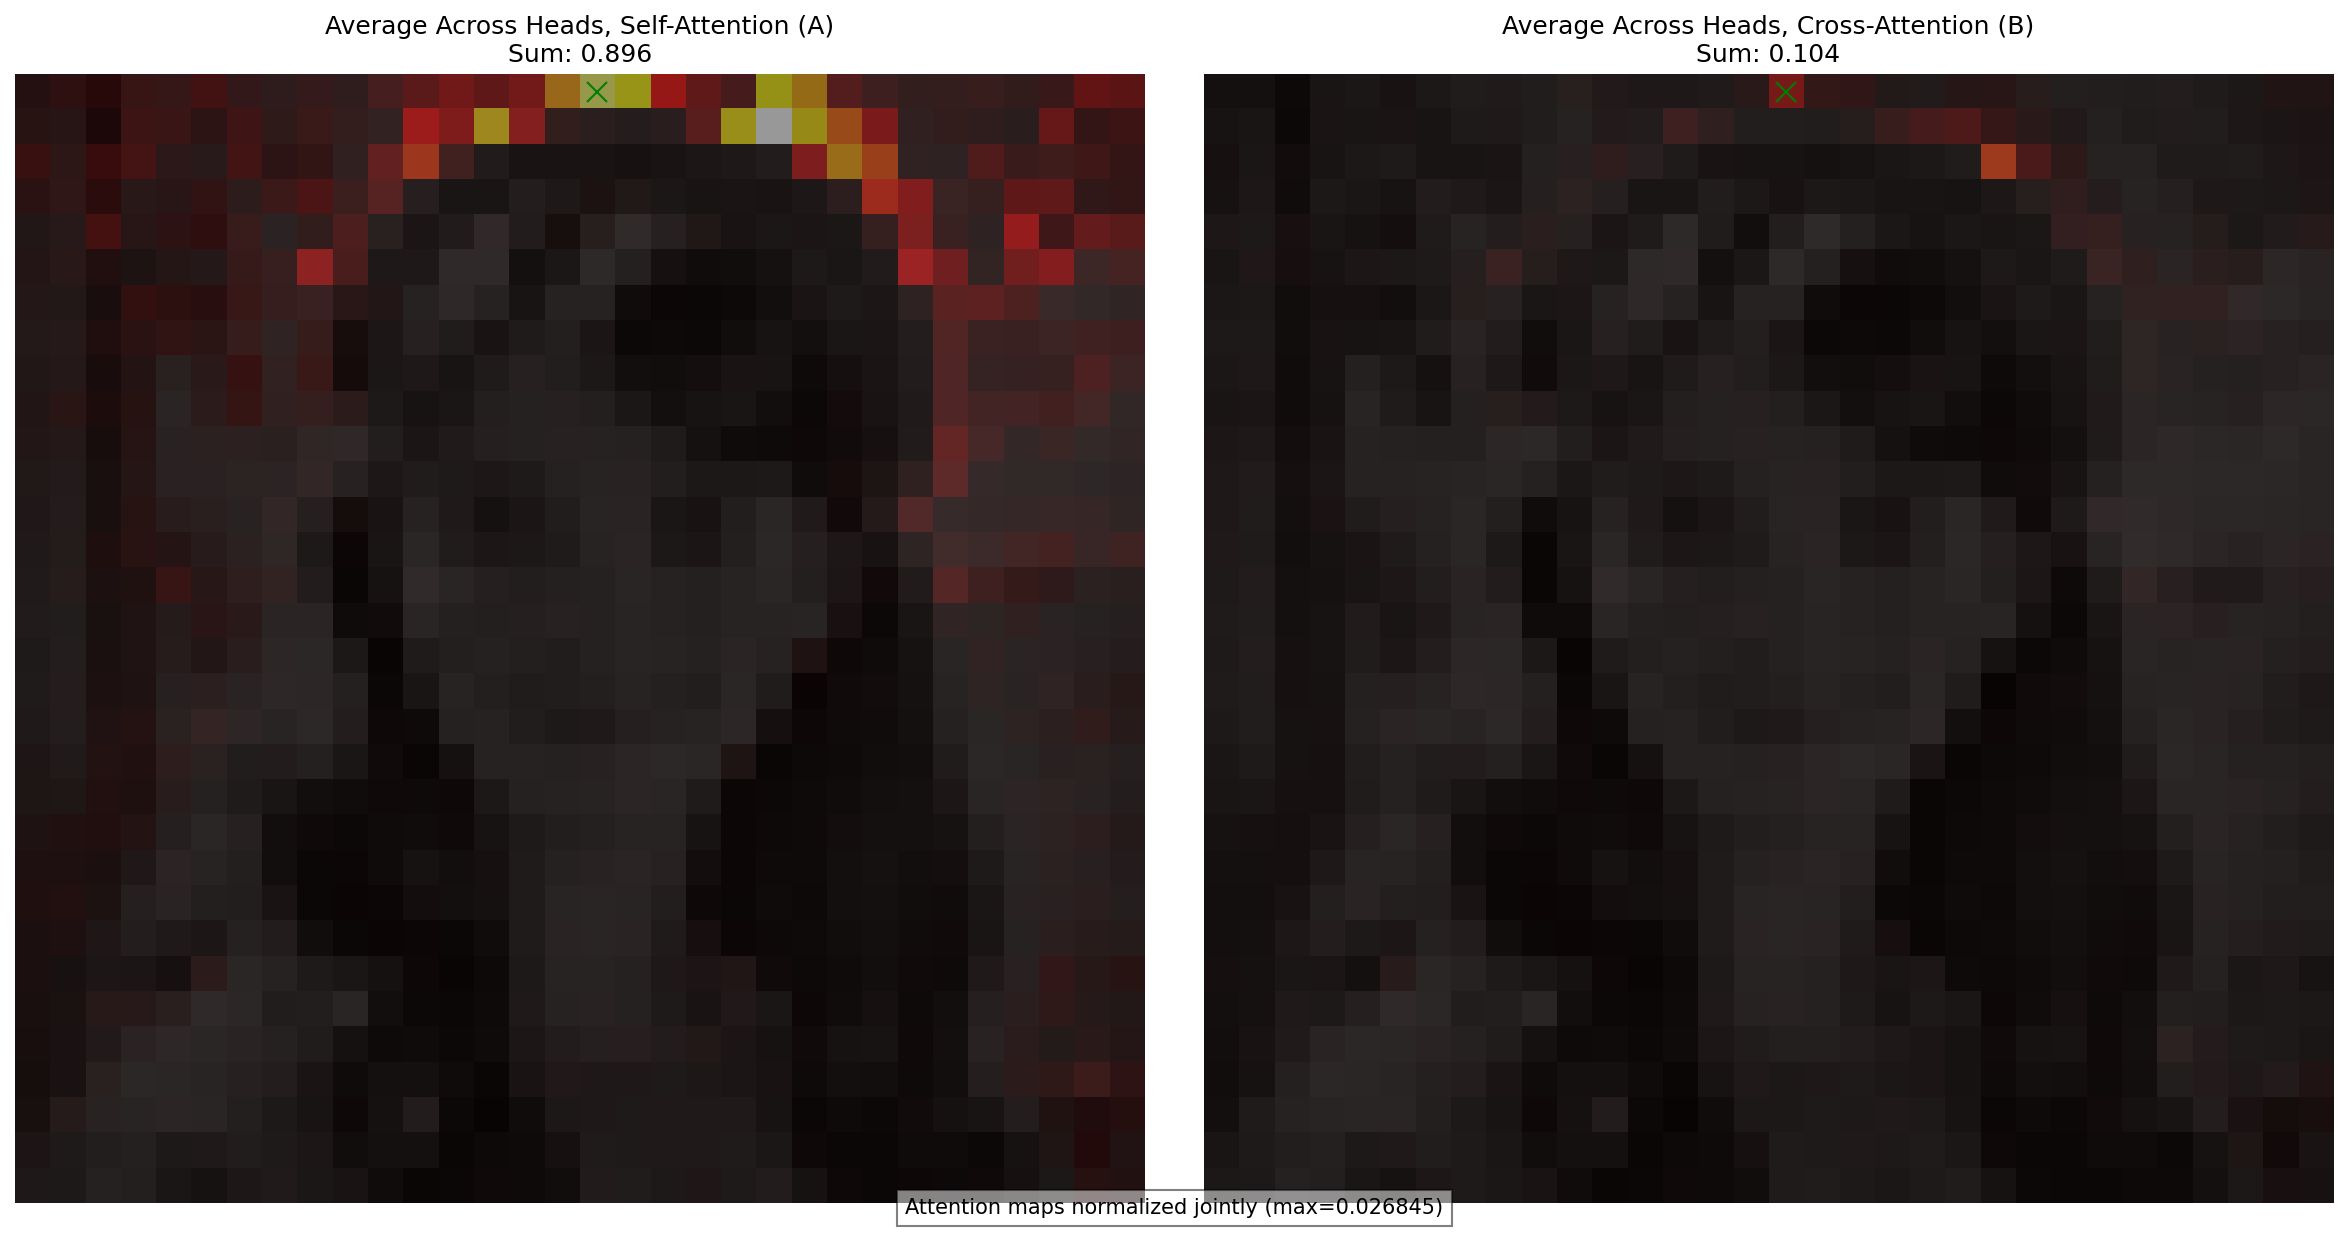 Average Across Heads, Self-Attention (A)
Sum: 0.896
Average Across Heads, Cross-Attention (B)
Sum: 0.104
Attention maps normalized jointly (max=0.026845)